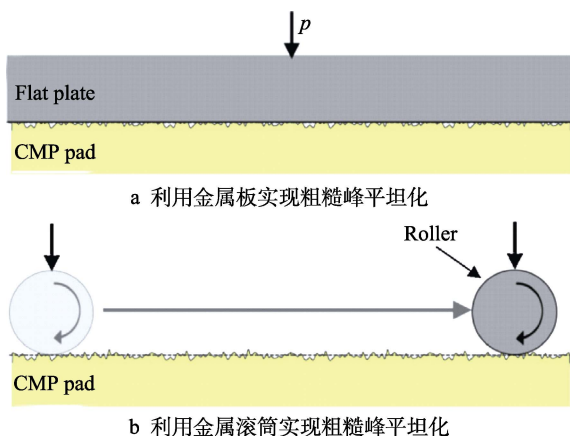 p
Flat plate
CMP pad
a 利用金属板实现粗糙峰平坦化
Roller
CMP pad
b 利用金属滚筒实现粗糙峰平坦化